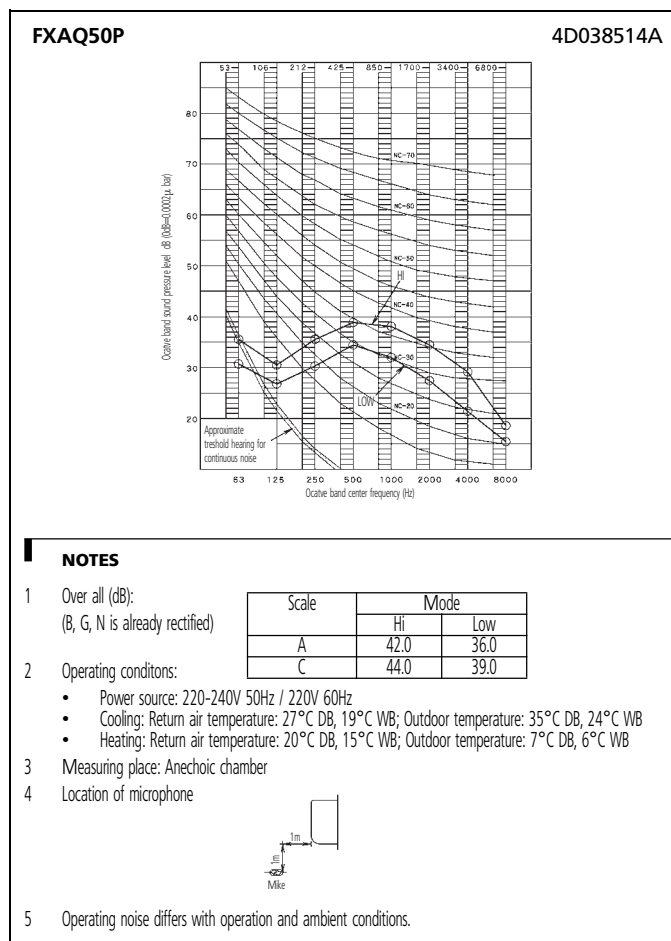 FXAQ50P 4D038514A
53 106 212 425 850 1700 3400 6800
80
70
60
50
40
30
20
Ocatve band sound pressure level dB (0dB=0.0002µ bar)
NC-70
NC-60
NC-50
HI
NC-40
NC-30
LOW
NC-20
Approximate
treshold hearing for
continuous noise
63 125 250 500 1000 2000 4000 8000
Ocatve band center frequency (Hz)
NOTES
1 Over all (dB):
(B, G, N is already rectified)
Scale Mode
Hi Low
A 42.0 36.0
C 44.0 39.0
2 Operating conditons:
• Power source: 220-240V 50Hz / 220V 60Hz
• Cooling: Return air temperature: 27°C DB, 19°C WB; Outdoor temperature: 35°C DB, 24°C WB
• Heating: Return air temperature: 20°C DB, 15°C WB; Outdoor temperature: 7°C DB, 6°C WB
3 Measuring place: Anechoic chamber
4 Location of microphone
1m
1m
Mike
5 Operating noise differs with operation and ambient conditions.